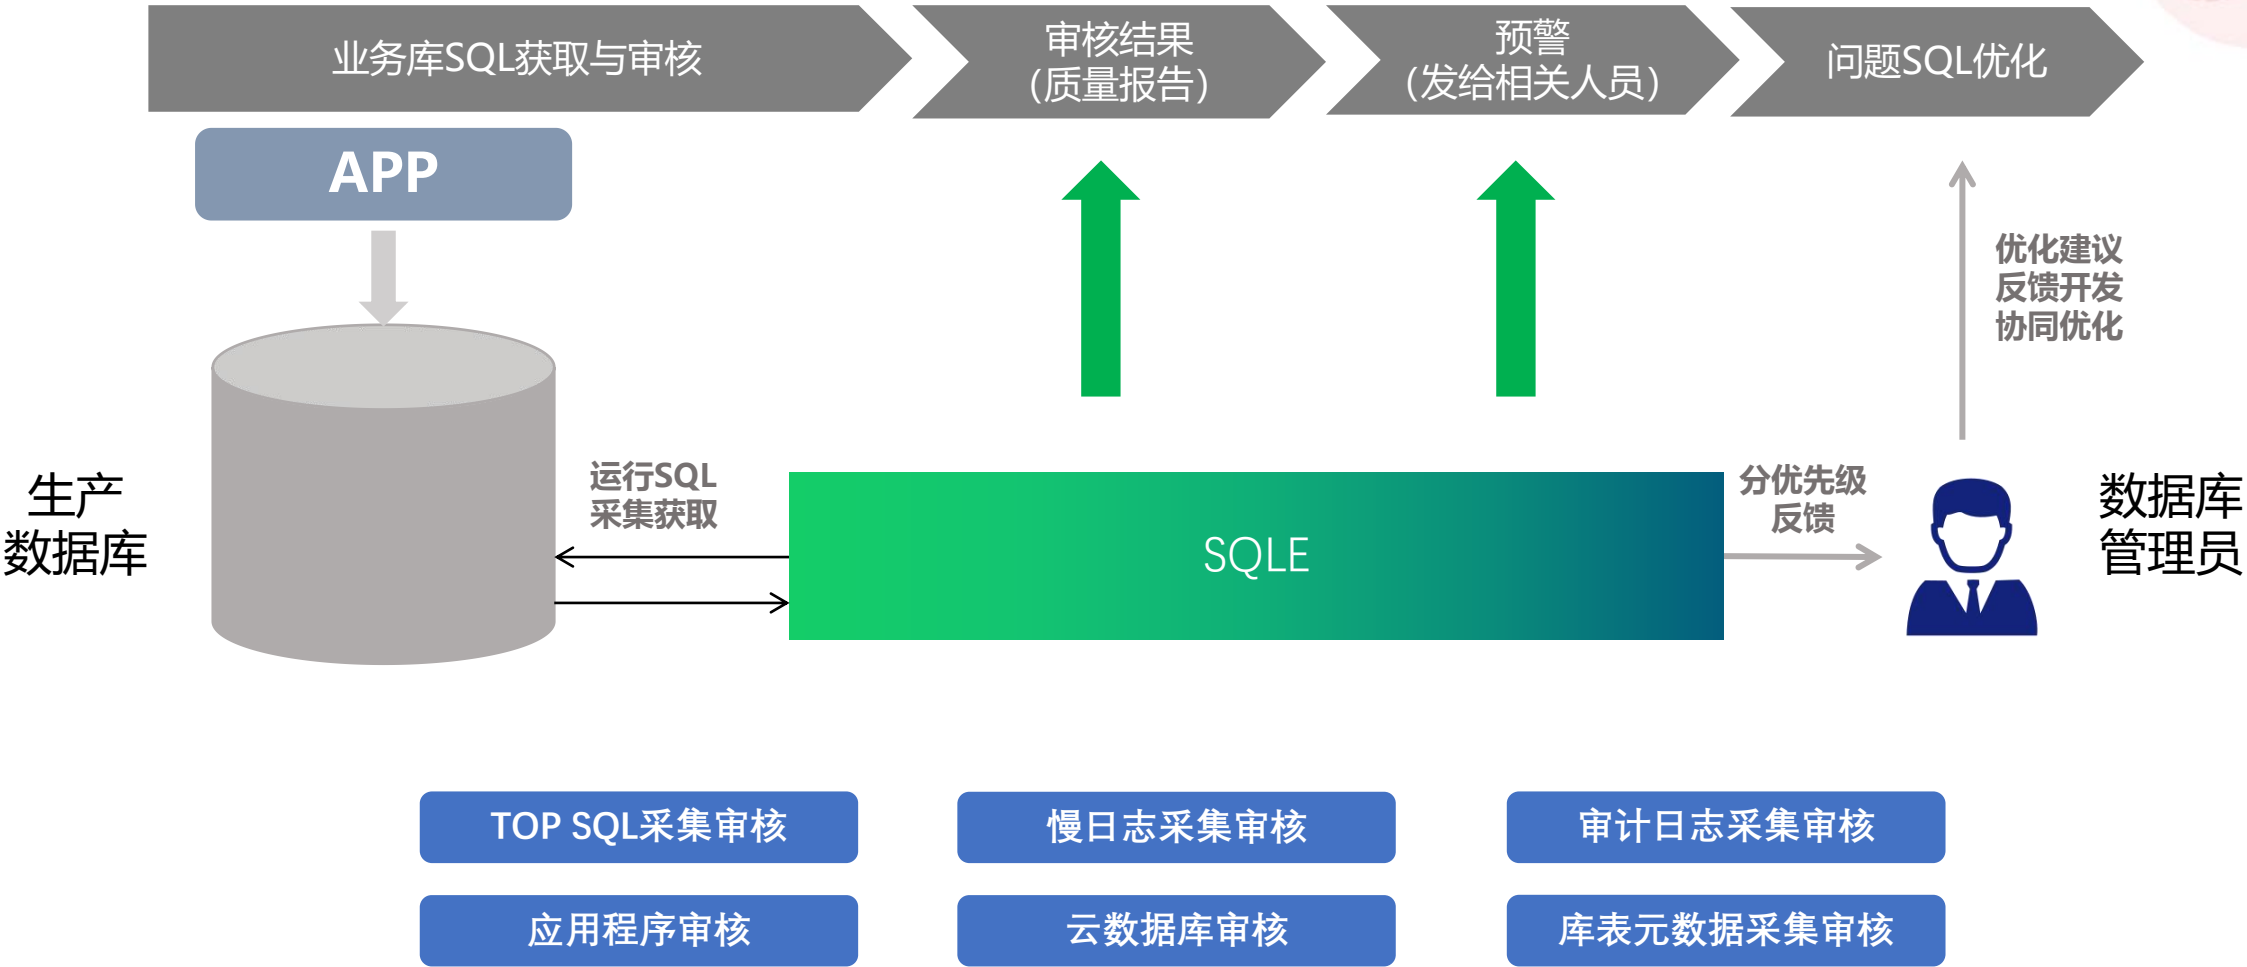 业务库SQL获取与审核
审核结果
（质量报告）
预警
（发给相关人员）
问题SQL优化
APP
优化建议
反馈开发
协同优化
生产
数据库
运行SQL
采集获取
SQLE
分优先级
反馈
数据库
管理员
TOP SQL采集审核
慢日志采集审核
审计日志采集审核
应用程序审核
云数据库审核
库表元数据采集审核